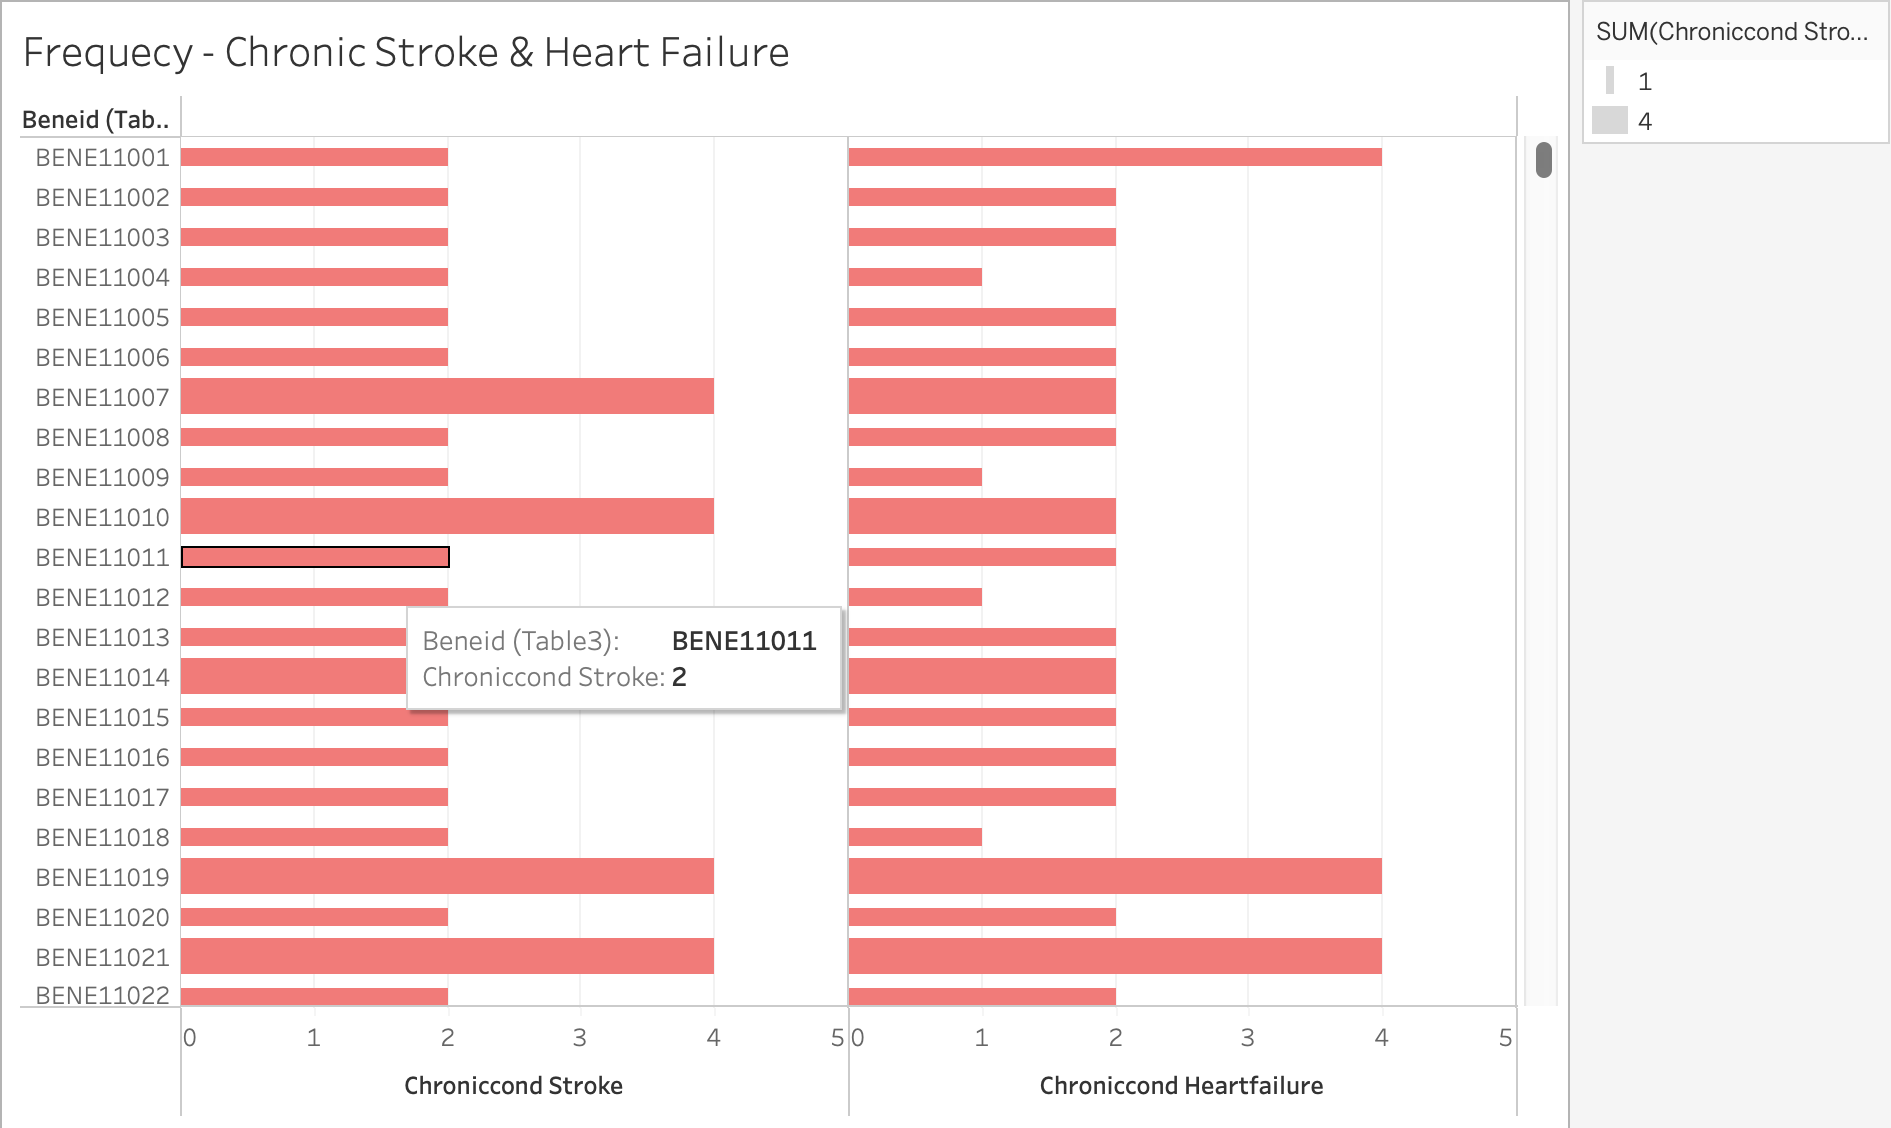 Frequecy - Chronic Stroke & Heart Failure
SUM(Chroniccond Stro...
1
4
Beneid (Tab..
BENE11001
BENE11002
BENE11003
BENE11004
BENE11005
BENE11006
BENE11007
BENE11008
BENE11009
BENE11010
BENE11011
BENE11012
BENE11013
BENE11014
BENE11015
BENE11016
BENE11017
BENE11018
BENE11019
BENE11020
BENE11021
BENE11022
Beneid (Table3): BENE11011
Chroniccond Stroke: 2
0 1 2 3 4 5 0 1 2 3 4 5
Chroniccond Stroke Chroniccond Heartfailure